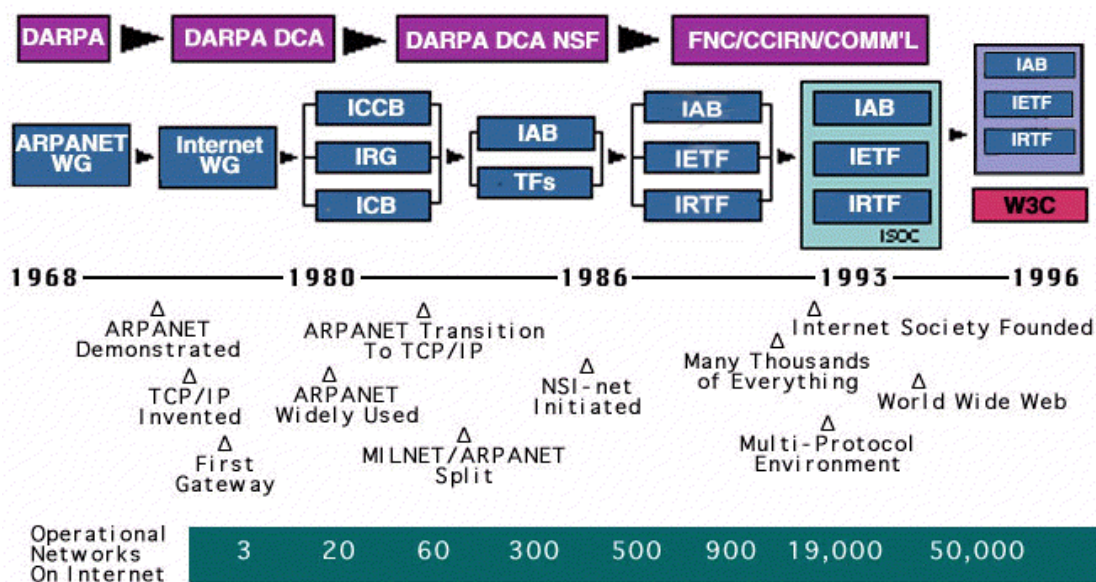 DARPA
DARPA DCA
DARPA DCA NSF
FNC/CCIRN/COMM'L
ARPANET
WG
Internet
WG
ICCB
IRG
ICB
IAB
TFs
IAB
IETF
IRTF
IAB
IETF
IRTF
ISOC
IAB
IETF
IRTF
W3C
1968
1980
1986
1993
1996
ARPANET
Demonstrated
TCP/IP
Invented
First
Gateway
ARPANET Transition
To TCP/IP
ARPANET
Widely Used
MILNET/ARPANET
Split
NSI-net
Initiated
Internet Society Founded
Many Thousands
of Everything
World Wide Web
Multi-Protocol
Environment
Operational
Networks
On Internet
3 20 60 300 500 900 19,000 50,000